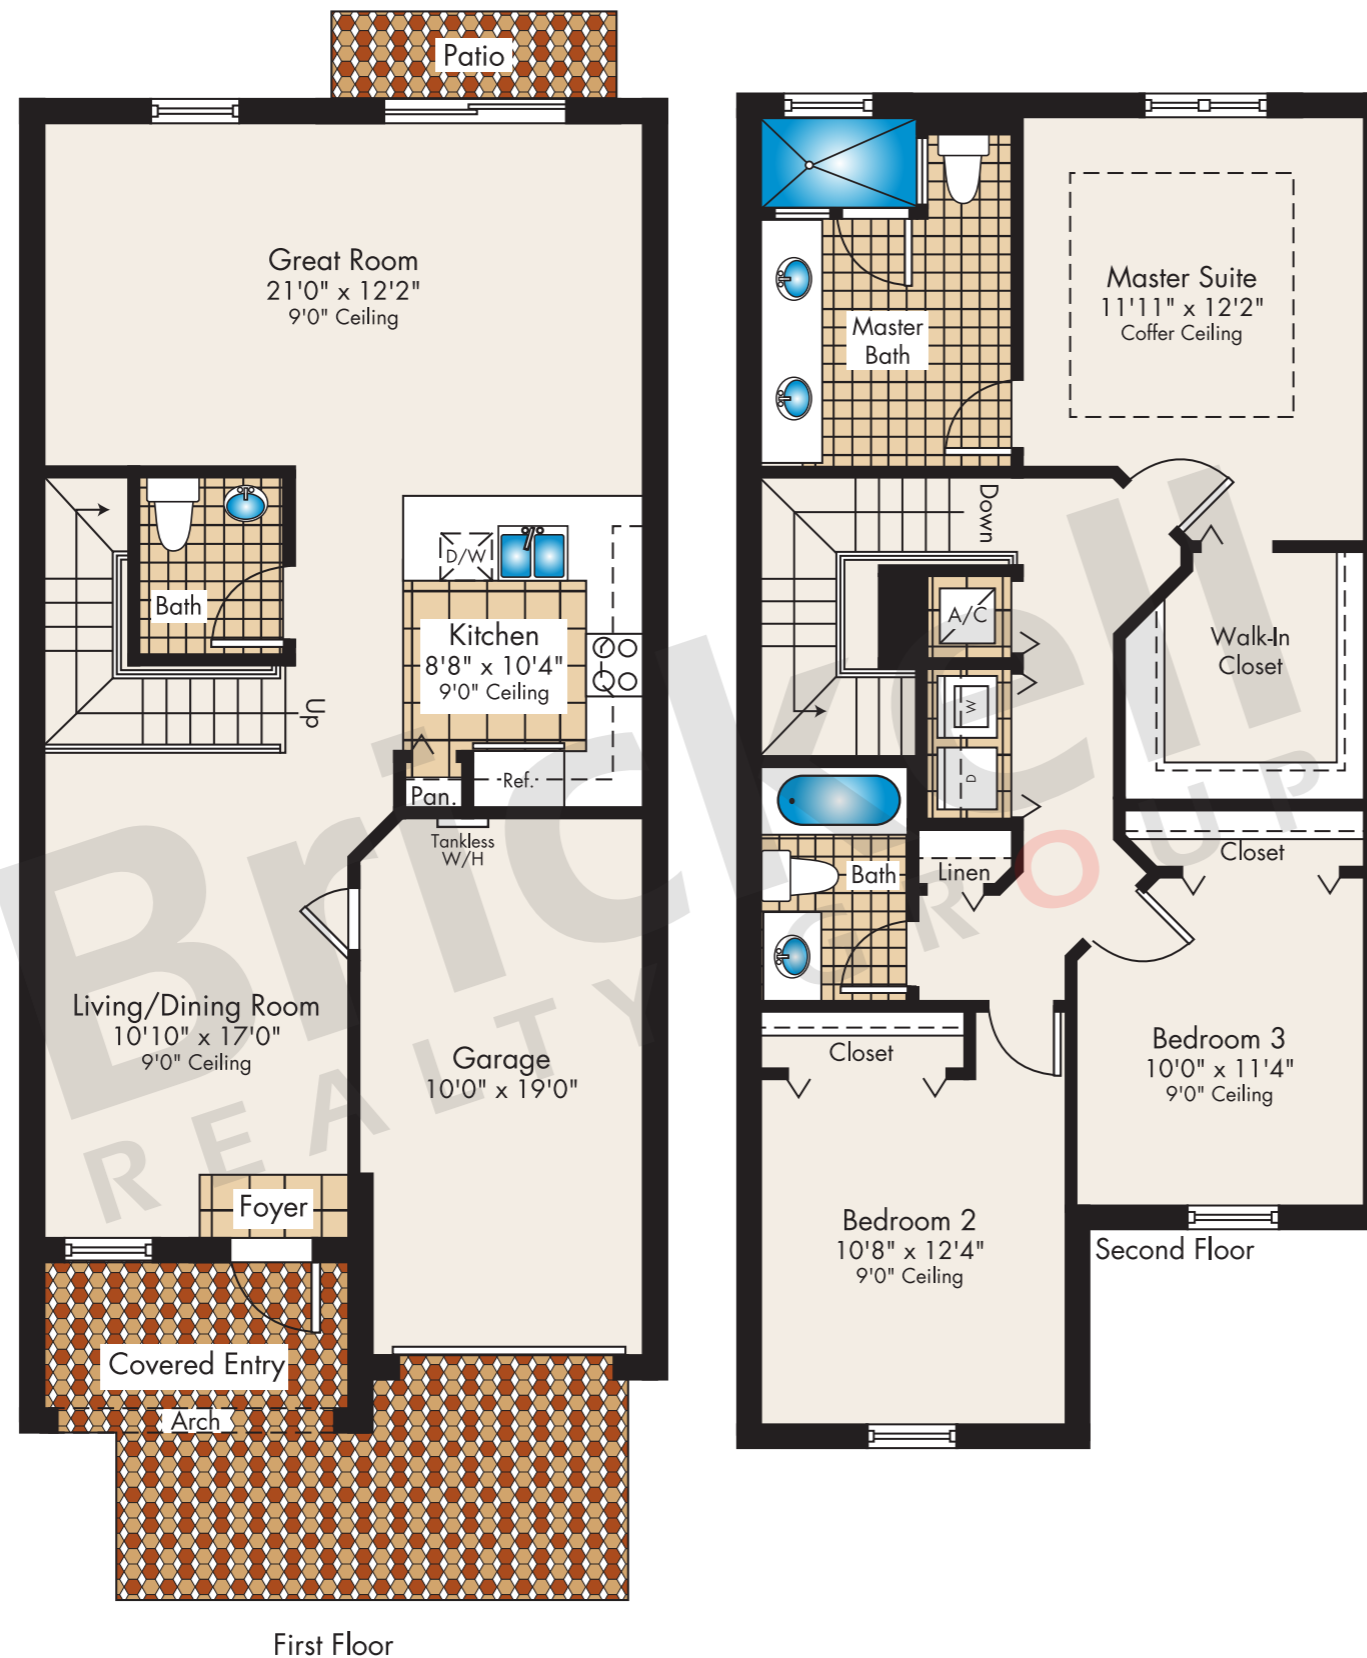 Patio
Great Room
21'0" x 12'2"
9'0" Ceiling
Bath
Up
D/W
Kitchen
8'8" x 10'4"
9'0" Ceiling
Pan.
Ref.
Tankless
W/H
Living/Dining Room
10'10" x 17'0"
9'0" Ceiling
Garage
10'0" x 19'0"
Foyer
Covered Entry
Arch
First Floor
Master
Bath
Master Suite
11'11" x 12'2"
Coffer Ceiling
Down
A/C
W
D
Walk-In
Closet
Closet
Linen
Bath
Closet
Bedroom 3
10'0" x 11'4"
9'0" Ceiling
Bedroom 2
10'8" x 12'4"
9'0" Ceiling
Second Floor
Brickell
REALTY GROUP